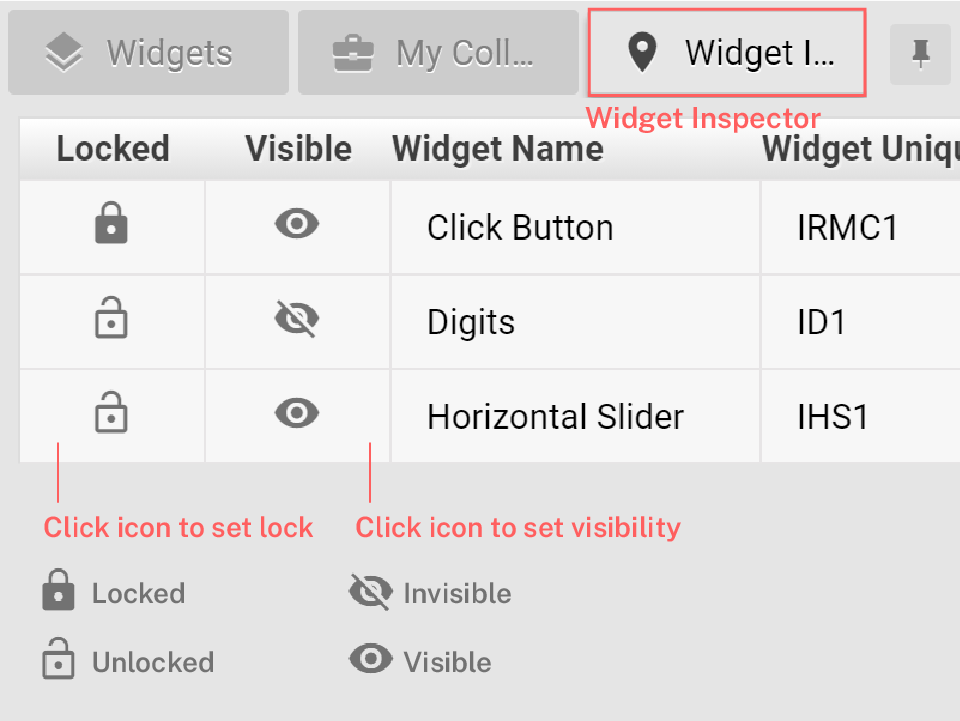 Widgets
My Coll...
Widget I...
Widget Inspector
Locked Visible Widget Name Widget Uniqu
Click Button IRMC1
Digits ID1
Horizontal Slider IHS1
Click icon to set lock Click icon to set visibility
Locked Invisible
Unlocked Visible